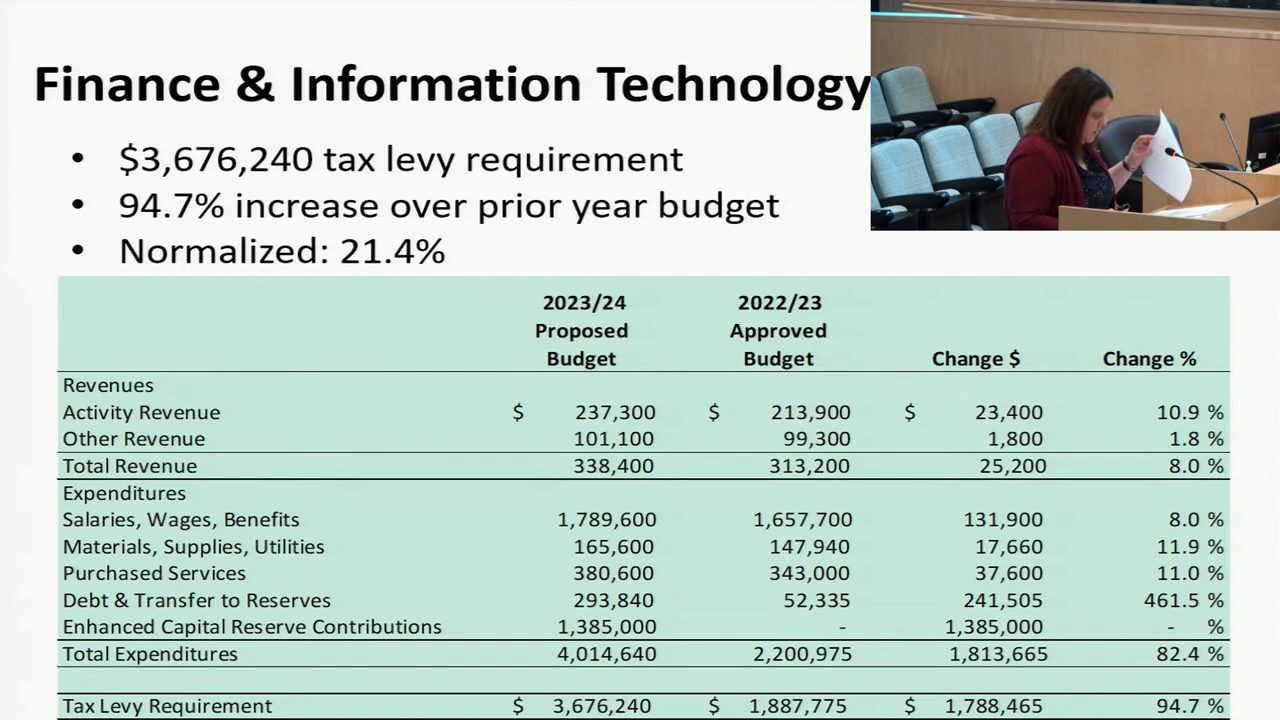 Finance & Information Technology
• $3,676,240 tax levy requirement
• 94.7% increase over prior year budget
• Normalized: 21.4%
2023/24 Proposed Budget 2022/23 Approved Budget Change $ Change %
Revenues
Activity Revenue $ 237,300 $ 213,900 $ 23,400 10.9 %
Other Revenue 101,100 99,300 1,800 1.8 %
Total Revenue 338,400 313,200 25,200 8.0 %
Expenditures
Salaries, Wages, Benefits 1,789,600 1,657,700 131,900 8.0 %
Materials, Supplies, Utilities 165,600 147,940 17,660 11.9 %
Purchased Services 380,600 343,000 37,600 11.0 %
Debt & Transfer to Reserves 293,840 52,335 241,505 461.5 %
Enhanced Capital Reserve Contributions 1,385,000 - 1,385,000 - %
Total Expenditures 4,014,640 2,200,975 1,813,665 82.4 %
Tax Levy Requirement $ 3,676,240 $ 1,887,775 $ 1,788,465 94.7 %